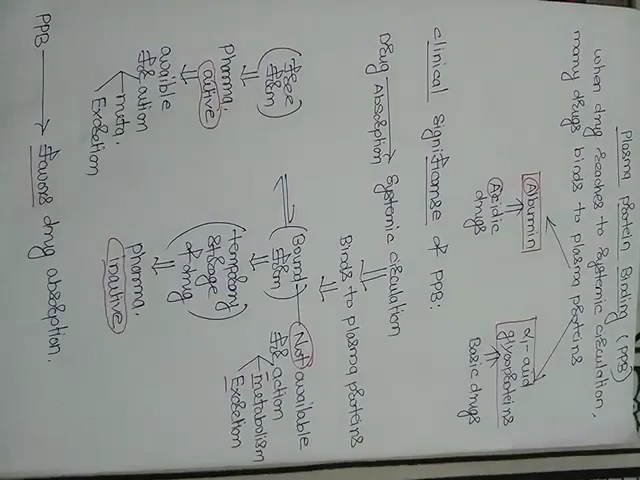 Plasma protein Binding (PPB)
when drug reaches to systemic circulation,
many drugs binds to plasma proteins
Albumin
Acidic
drugs
α1-acid
glycoproteins
Basic drugs
Clinical significance of PPB:
Drug Absorption → Systemic circulation
Binds to plasma proteins
(free
form)
pharma.
active
availble
for action
meta.
Excretion
(Bound
form)
Not available
for action
metabolism
Excretion
(temphory
storage
of drug)
pharma.
Inactive
PPB → favors drug absorption.